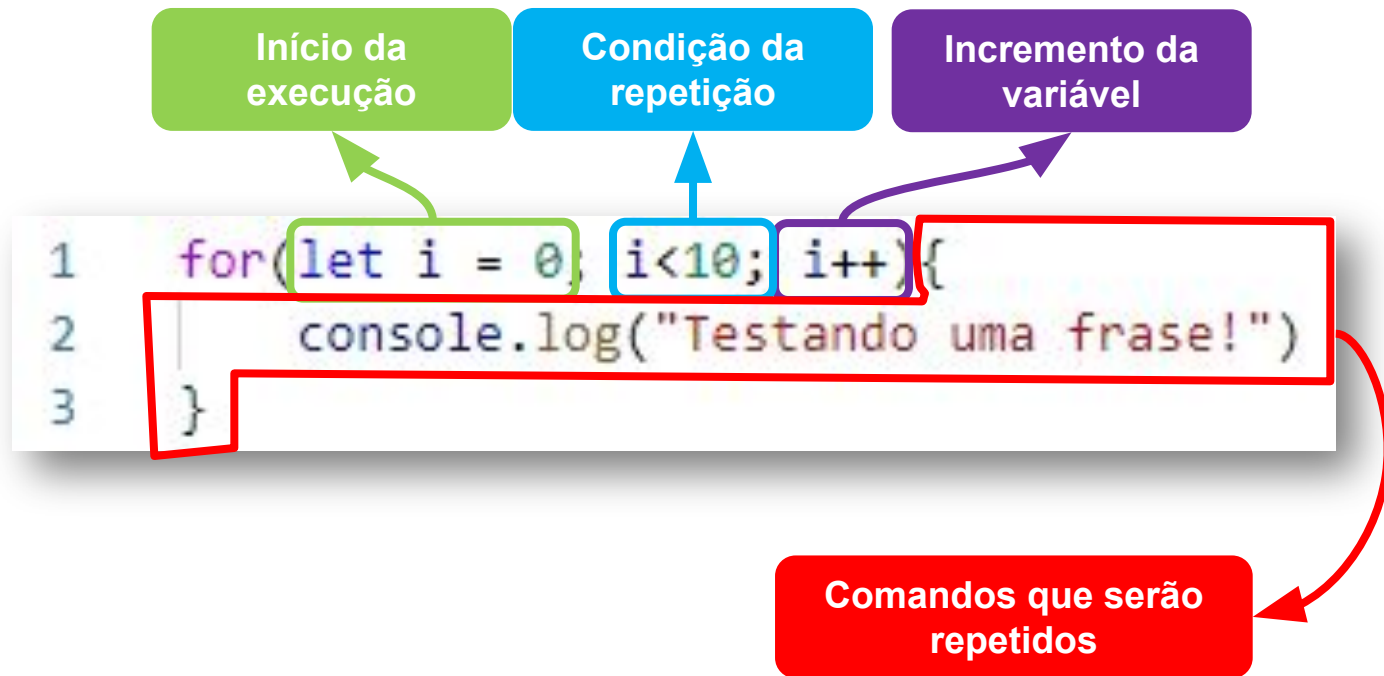 Início da
execução
Condição da
repetição
Incremento da
variável
1 for(let i = 0; i<10; i++){
2 console.log("Testando uma frase!")
3 }
Comandos que serão
repetidos